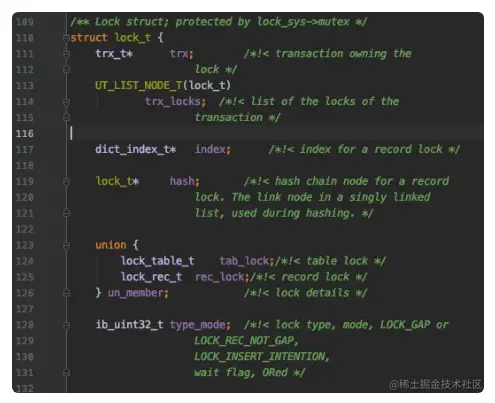 109 /** Lock struct; protected by lock_sys->mutex */
110 struct lock_t {
111 trx_t* trx; /*!< transaction owning the
112 lock */
113 UT_LIST_NODE_T(lock_t)
114 trx_locks; /*!< list of the locks of the
115 transaction */
116
117 dict_index_t* index; /*!< index for a record lock */
118
119 lock_t* hash; /*!< hash chain node for a record
120 lock. The link node in a singly linked
121 list, used during hashing. */
122
123 union {
124 lock_table_t tab_lock;/*!< table lock */
125 lock_rec_t rec_lock;/*!< record lock */
126 } un_member; /*!< lock details */
127
128 ib_uint32_t type_mode; /*!< lock type, mode, LOCK_GAP or
129 LOCK_REC_NOT_GAP,
130 LOCK_INSERT_INTENTION,
131 wait flag, ORed */
132
@稀土掘金技术社区